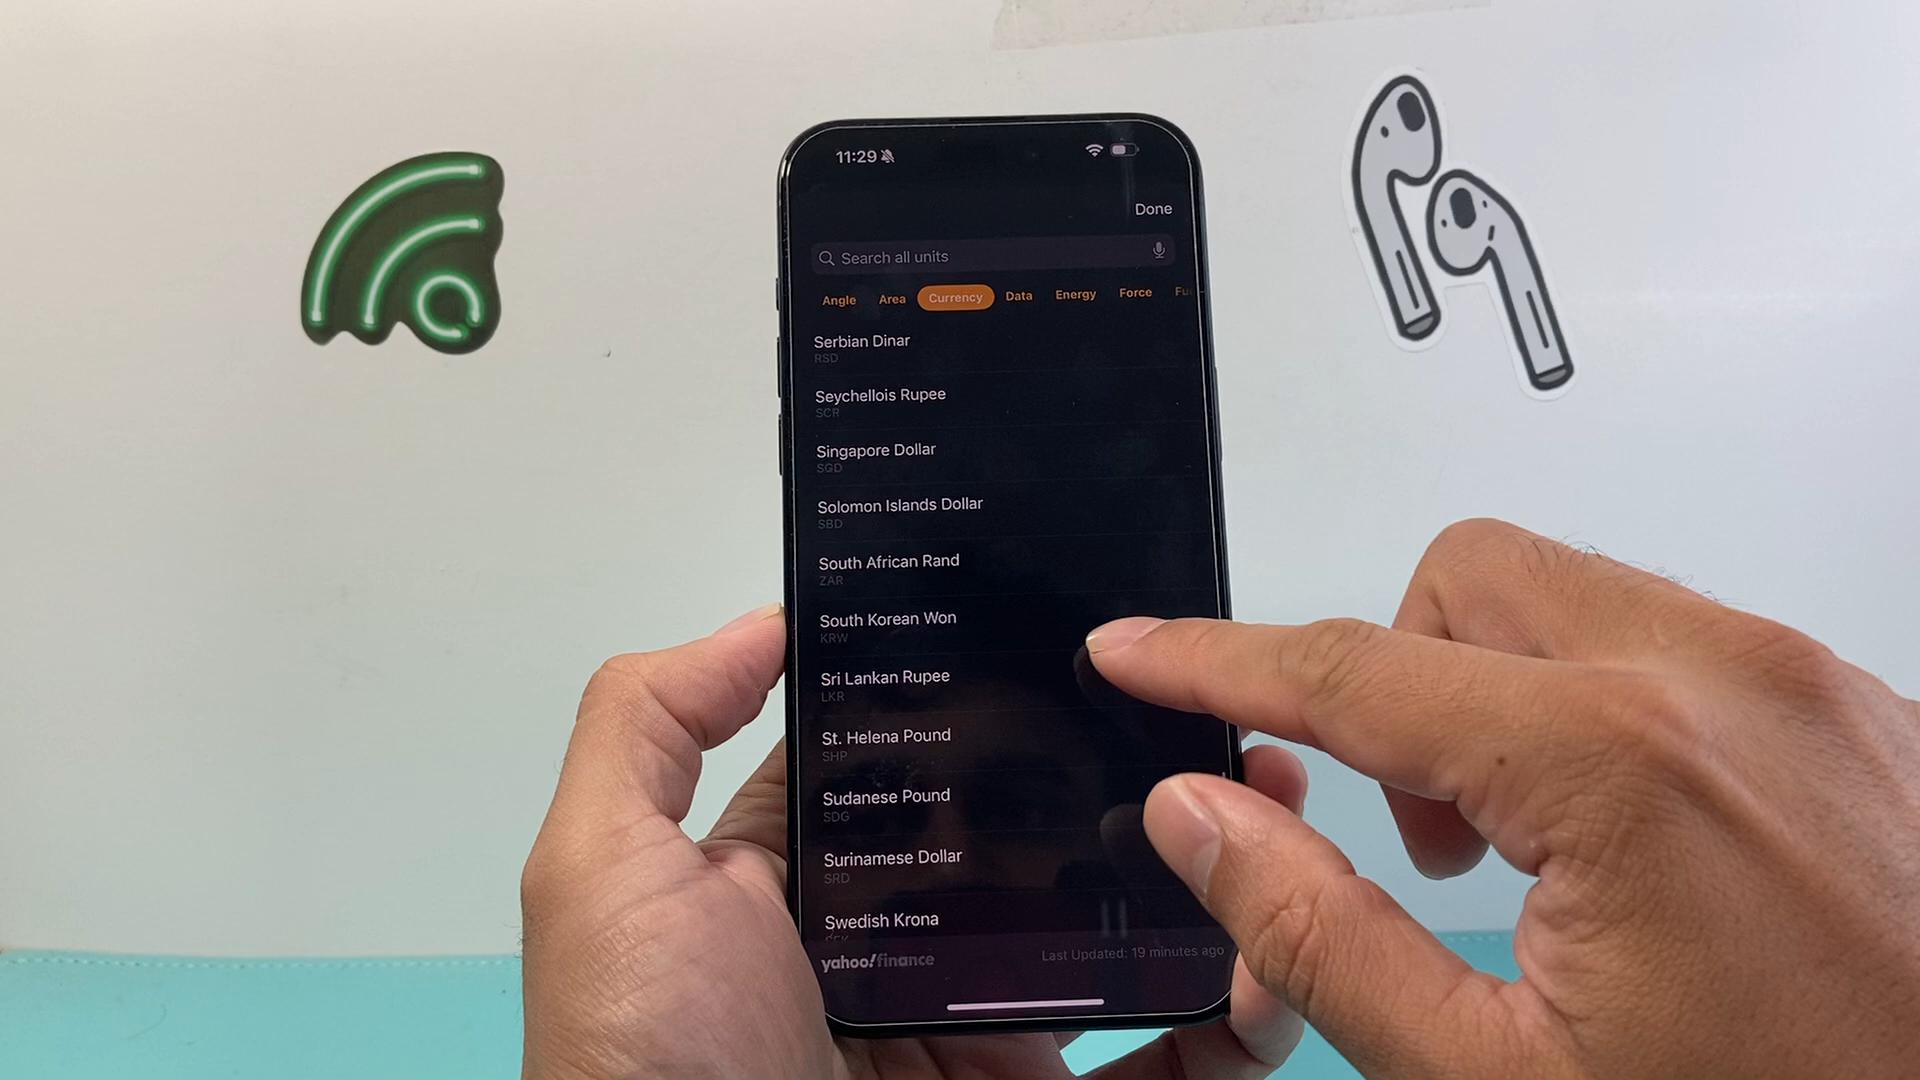 11:29
Done
Search all units
Angle Area Currency Data Energy Force
Serbian Dinar
RSD
Seychellois Rupee
SCR
Singapore Dollar
SGD
Solomon Islands Dollar
SBD
South African Rand
ZAR
South Korean Won
KRW
Sri Lankan Rupee
LKR
St. Helena Pound
SHP
Sudanese Pound
SDG
Surinamese Dollar
SRD
Swedish Krona
yahoo!finance Last Updated: 19 minutes ago